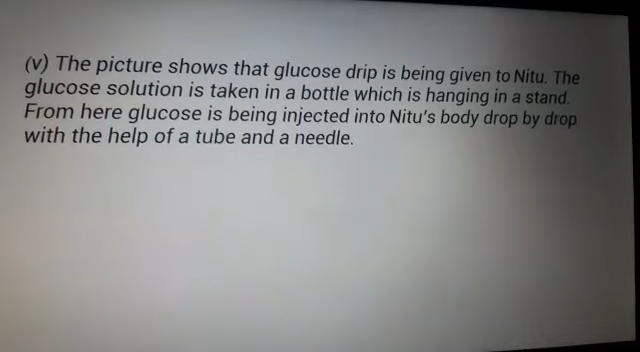 (v) The picture shows that glucose drip is being given to Nitu. The
glucose solution is taken in a bottle which is hanging in a stand.
From here glucose is being injected into Nitu's body drop by drop
with the help of a tube and a needle.